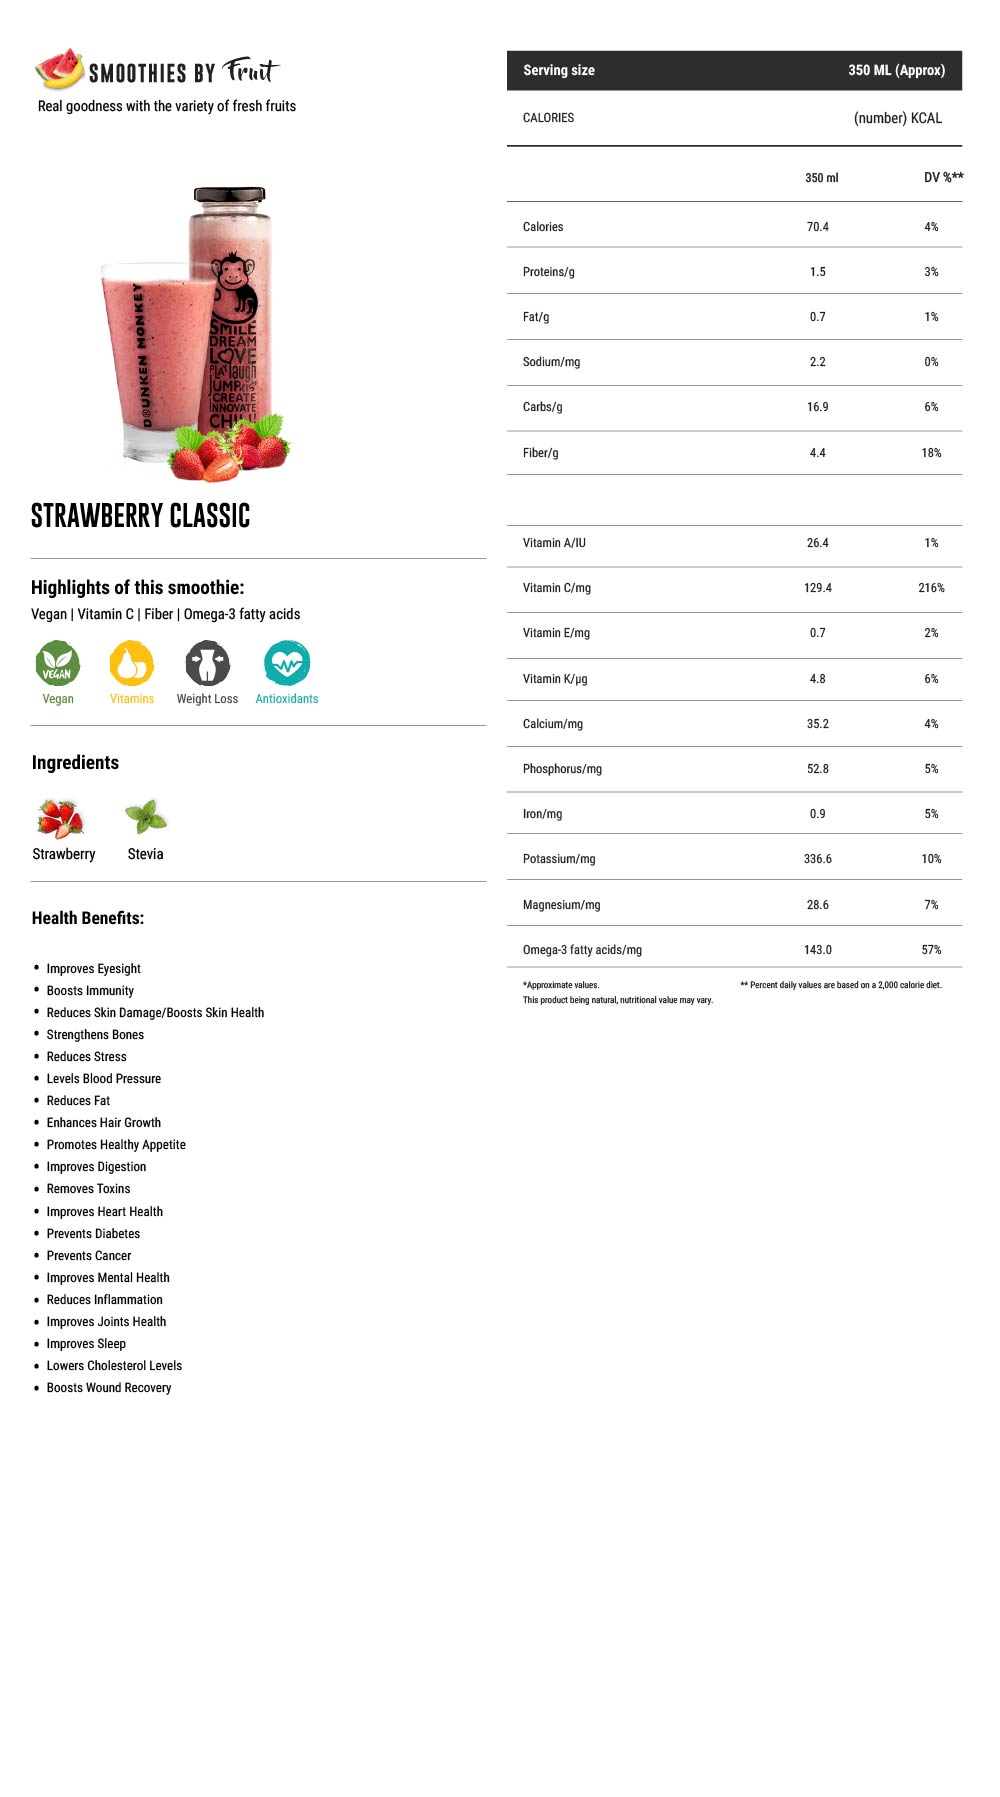 SMOOTHIES BY Fruit
Real goodness with the variety of fresh fruits
DRUNKEN MONKEY
SMILE
DREAM
LOVE
PLAY laugh
JUMP KISS
CREATE
INNOVATE
CHILL
STRAWBERRY CLASSIC
Highlights of this smoothie:
Vegan | Vitamin C | Fiber | Omega-3 fatty acids
VEGAN
Vegan Vitamins Weight Loss Antioxidants
Ingredients
Strawberry Stevia
Health Benefits:
• Improves Eyesight
• Boosts Immunity
• Reduces Skin Damage/Boosts Skin Health
• Strengthens Bones
• Reduces Stress
• Levels Blood Pressure
• Reduces Fat
• Enhances Hair Growth
• Promotes Healthy Appetite
• Improves Digestion
• Removes Toxins
• Improves Heart Health
• Prevents Diabetes
• Prevents Cancer
• Improves Mental Health
• Reduces Inflammation
• Improves Joints Health
• Improves Sleep
• Lowers Cholesterol Levels
• Boosts Wound Recovery
Serving size 350 ML (Approx)
CALORIES (number) KCAL
350 ml DV %**
Calories 70.4 4%
Proteins/g 1.5 3%
Fat/g 0.7 1%
Sodium/mg 2.2 0%
Carbs/g 16.9 6%
Fiber/g 4.4 18%
Vitamin A/IU 26.4 1%
Vitamin C/mg 129.4 216%
Vitamin E/mg 0.7 2%
Vitamin K/µg 4.8 6%
Calcium/mg 35.2 4%
Phosphorus/mg 52.8 5%
Iron/mg 0.9 5%
Potassium/mg 336.6 10%
Magnesium/mg 28.6 7%
Omega-3 fatty acids/mg 143.0 57%
*Approximate values. ** Percent daily values are based on a 2,000 calorie diet.
This product being natural, nutritional value may vary.